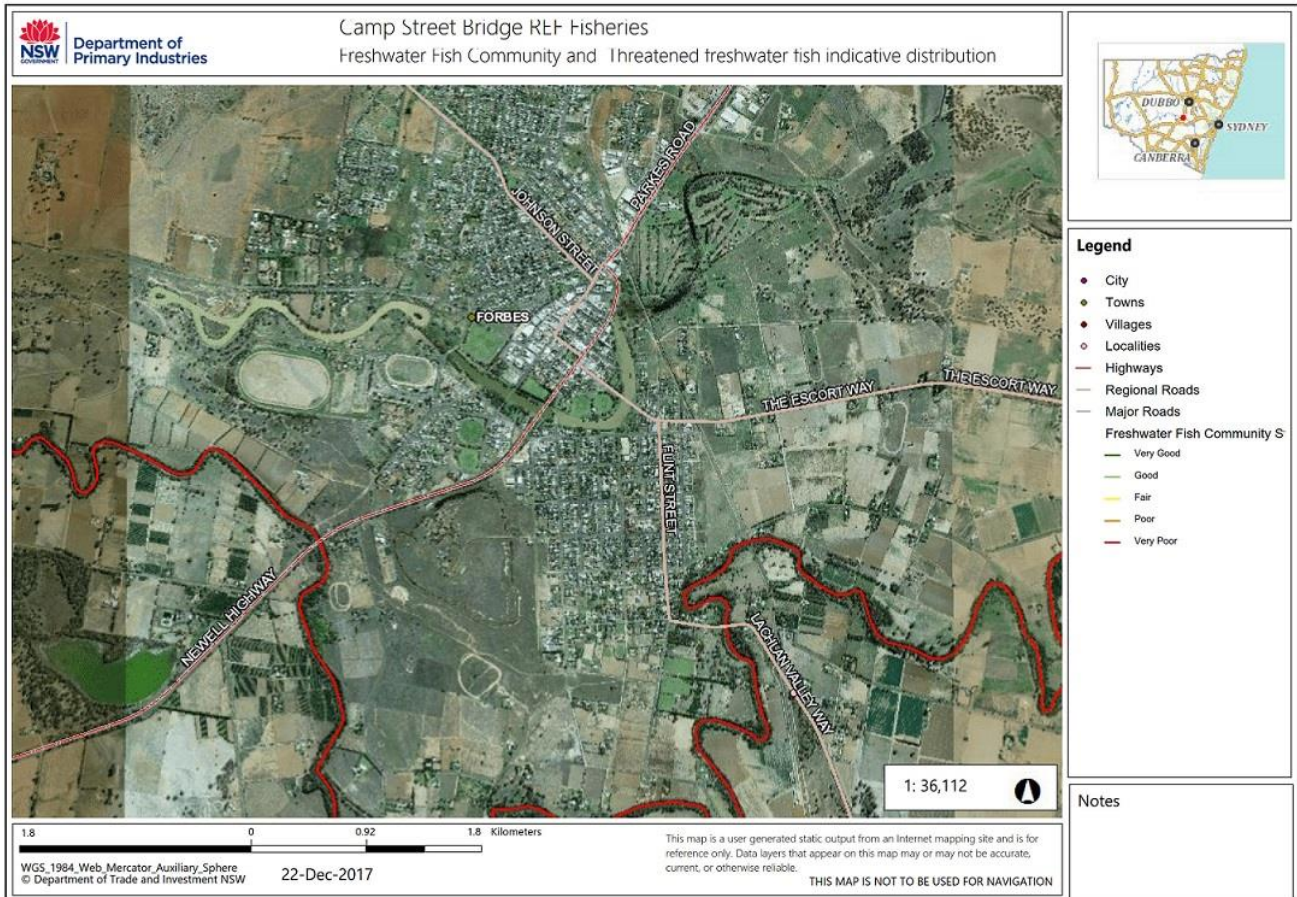 NSW
GOVERNMENT
Department of
Primary Industries
Camp Street Bridge REF Fisheries
Freshwater Fish Community and Threatened freshwater fish indicative distribution
DUBBO
SYDNEY
CANBERRA
JOHNSON STREET
PARKES ROAD
FORBES
THE ESCORT WAY
THE ESCORT WAY
FLINT STREET
NEWELL HIGHWAY
LACHLAN VALLEY WAY
1: 36,112
Legend
City
Towns
Villages
Localities
Highways
Regional Roads
Major Roads
Freshwater Fish Community S
Very Good
Good
Fair
Poor
Very Poor
Notes
1.8 0 0.92 1.8 Kilometers
WGS_1984_Web_Mercator_Auxiliary_Sphere
© Department of Trade and Investment NSW
22-Dec-2017
This map is a user generated static output from an Internet mapping site and is for
reference only. Data layers that appear on this map may or may not be accurate,
current, or otherwise reliable.
THIS MAP IS NOT TO BE USED FOR NAVIGATION